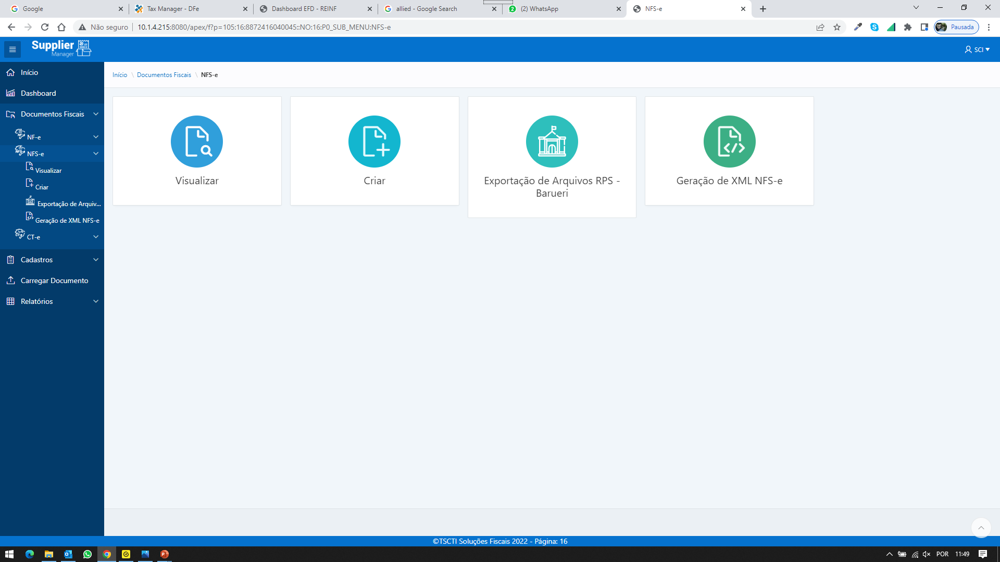 Google
Tax Manager - DFe
Dashboard EFD - REINF
allied - Google Search
2
(2) WhatsApp
NFS-e
Não seguro
10.1.4.215:8080/apex/f?p=105:16:8872416040045::NO:16:P0_SUB_MENU:NFS-e
Pausada
Supplier
Manager
SCI
Início
Dashboard
Documentos Fiscais
NF-e
NFS-e
Visualizar
Criar
Exportação de Arquiv...
Geração de XML NFS-e
CT-e
Cadastros
Carregar Documento
Relatórios
Início \ Documentos Fiscais \ NFS-e
Visualizar
Criar
Exportação de Arquivos RPS -
Barueri
Geração de XML NFS-e
©TSCTI Soluções Fiscais 2022 - Página: 16
POR
11:49